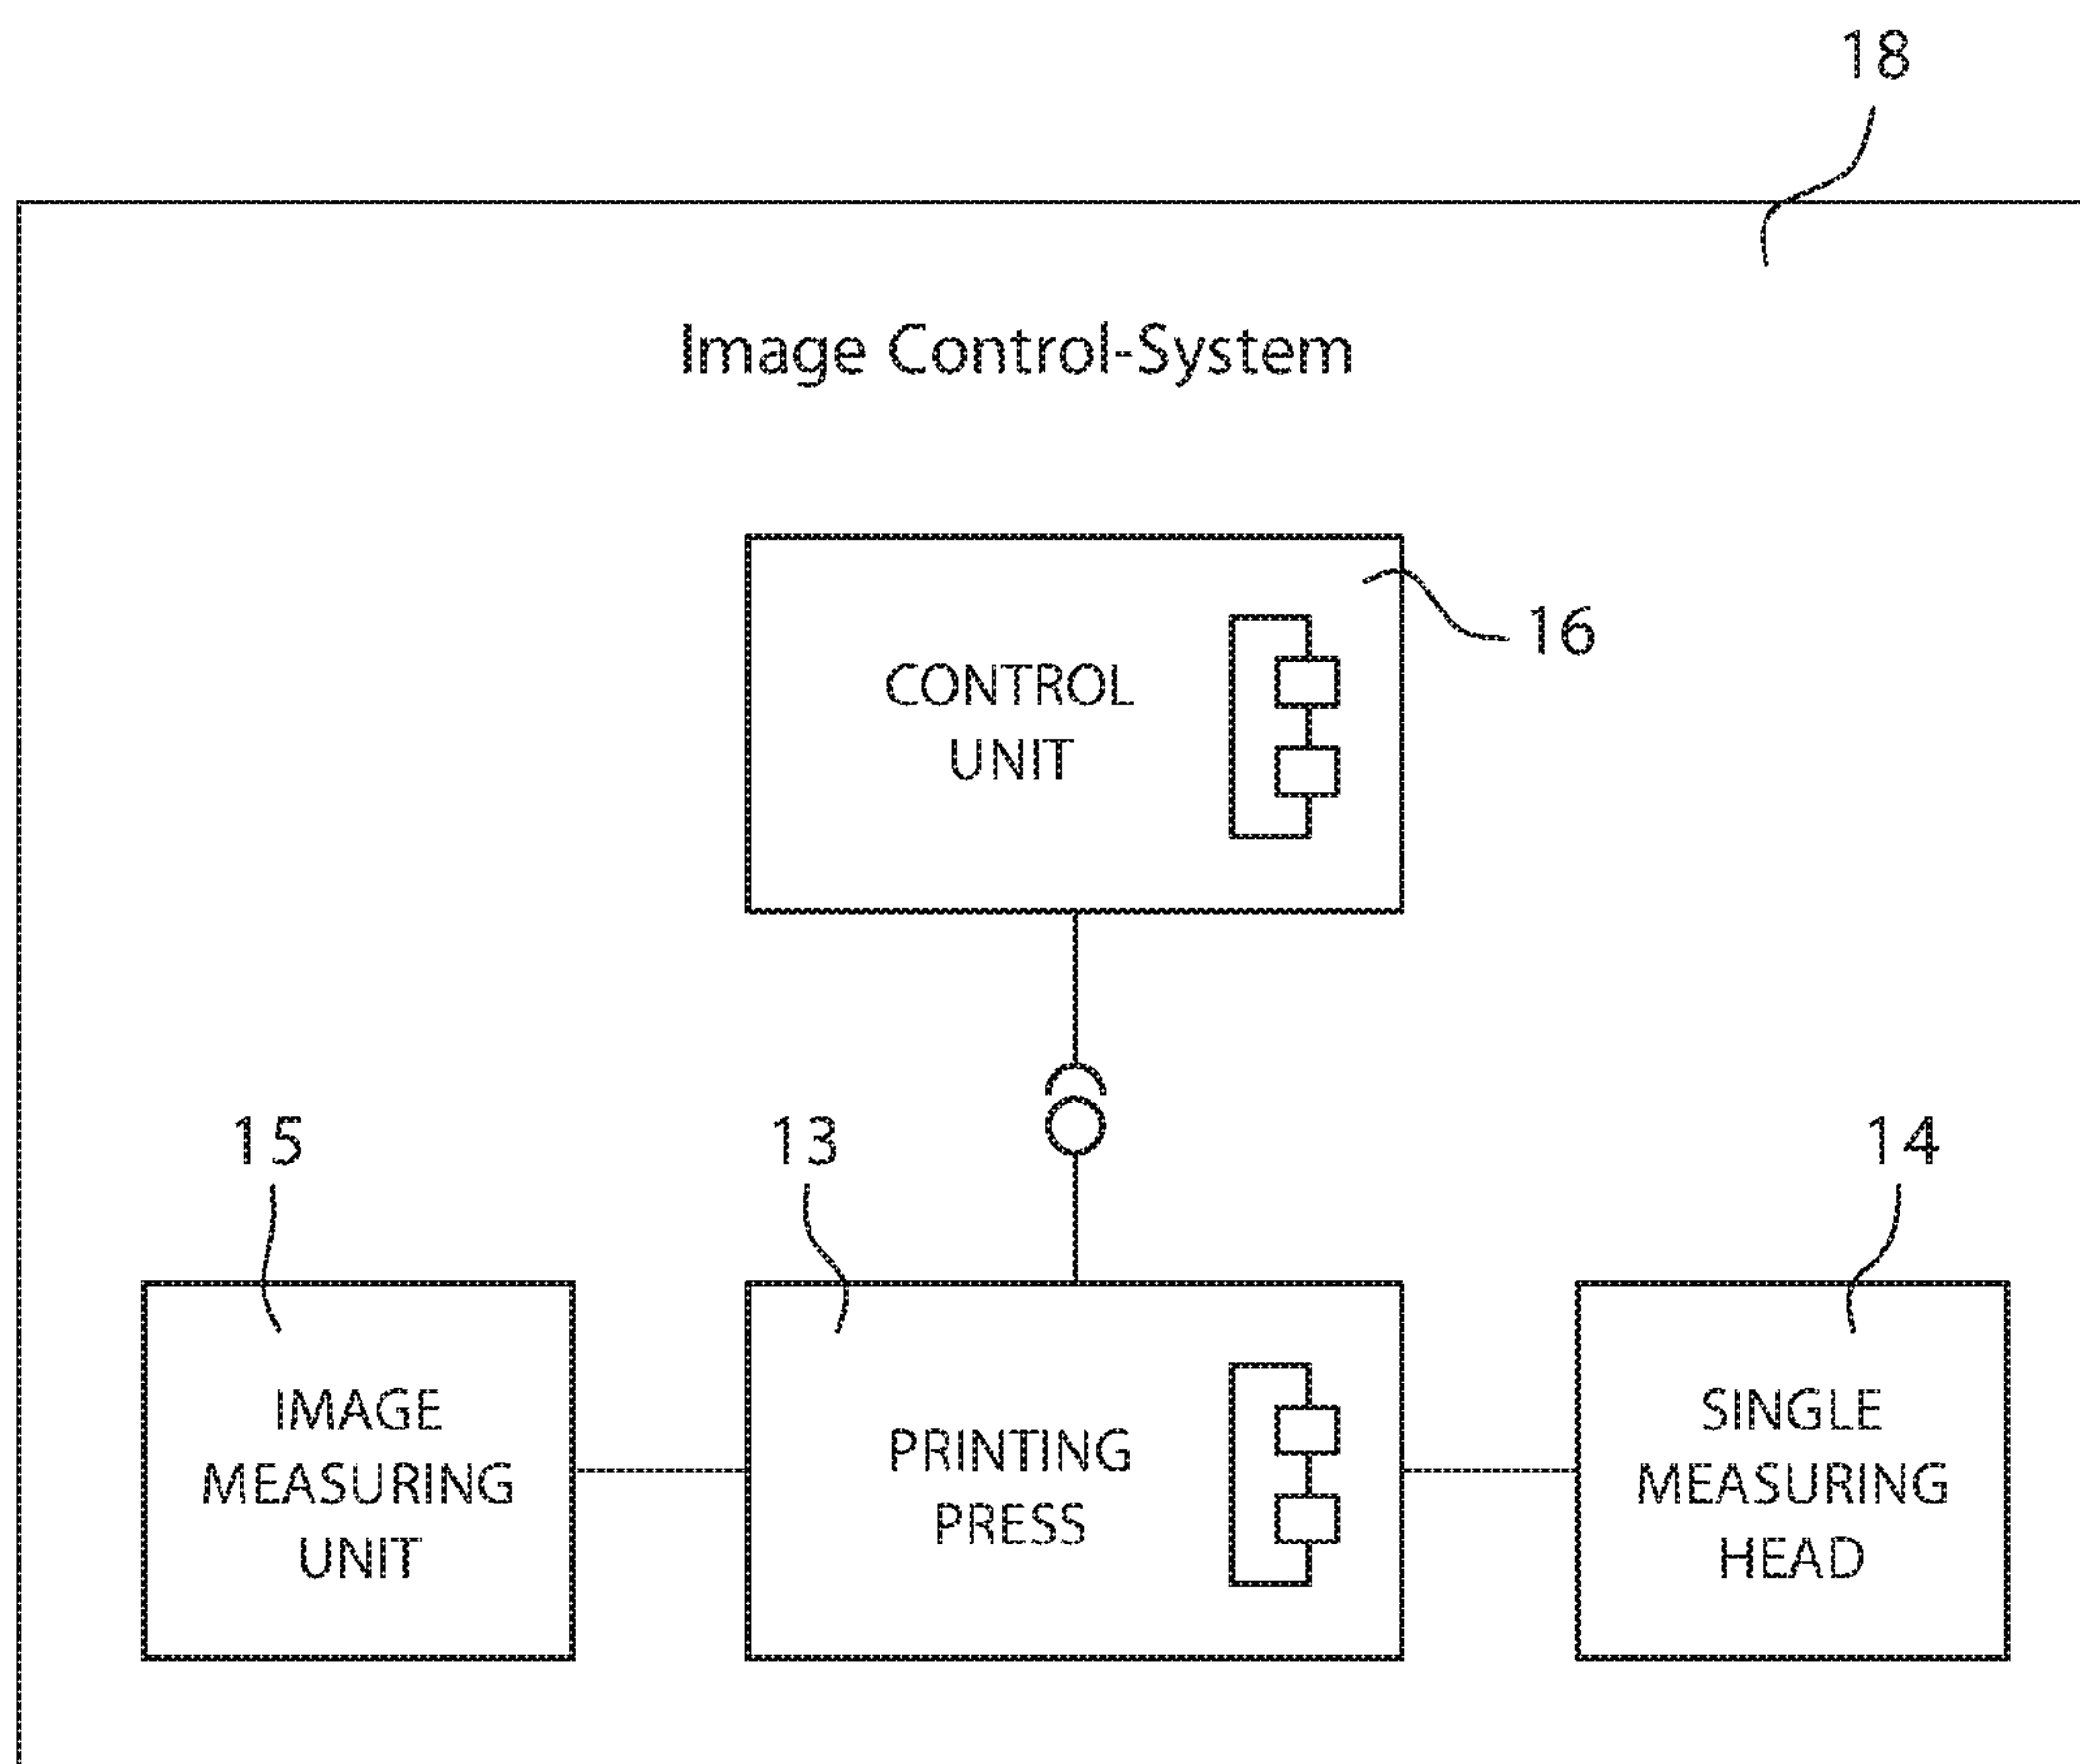 18
Image Control-System
16
CONTROL
UNIT
15
13
14
IMAGE
MEASURING
UNIT
PRINTING
PRESS
SINGLE
MEASURING
HEAD